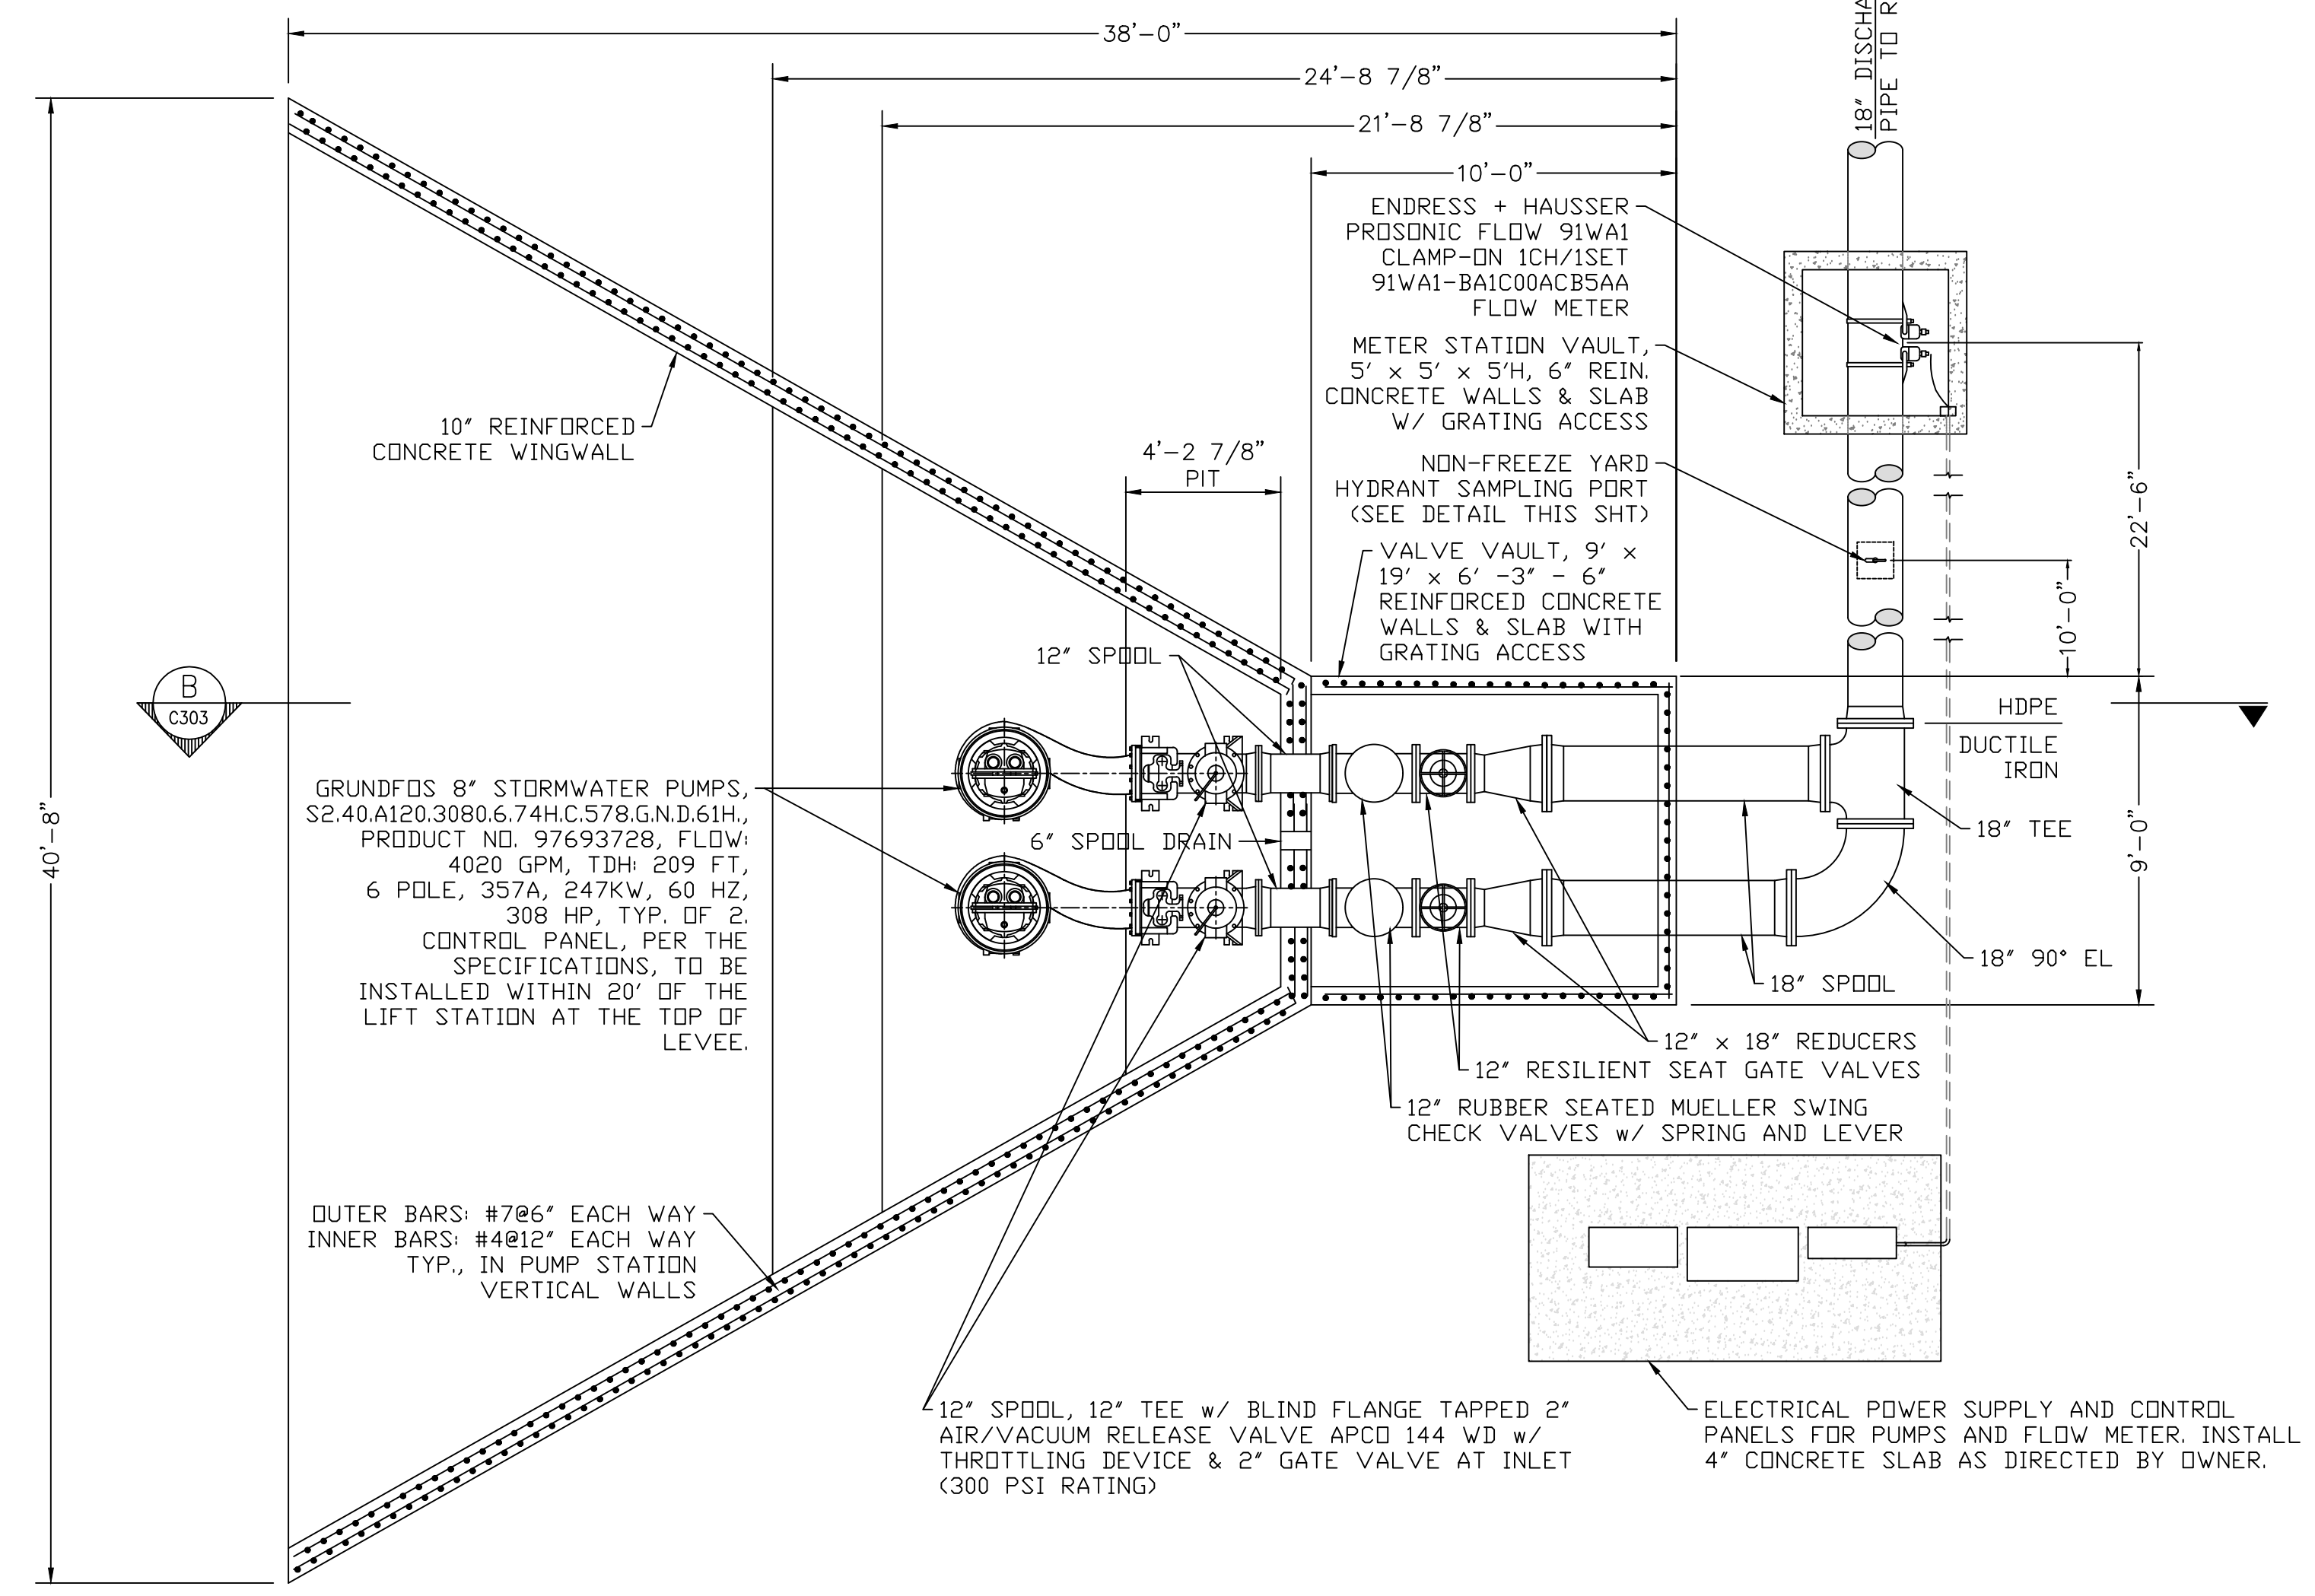 38'-0"
24'-8 7/8"
21'-8 7/8"
10'-0"
18" DISCHA
PIPE TO R
ENDRESS + HAUSSER
PROSONIC FLOW 91WA1
CLAMP-ON 1CH/1SET
91WA1-BA1C00ACB5AA
FLOW METER
METER STATION VAULT,
5' x 5' x 5'H, 6" REIN.
CONCRETE WALLS & SLAB
W/ GRATING ACCESS
10" REINFORCED
CONCRETE WINGWALL
4'-2 7/8"
PIT
NON-FREEZE YARD
HYDRANT SAMPLING PORT
(SEE DETAIL THIS SHT)
VALVE VAULT, 9' x
19' x 6' -3" - 6"
REINFORCED CONCRETE
WALLS & SLAB WITH
GRATING ACCESS
22'-6"
10'-0"
12" SPOOL
B
C303
HDPE
DUCTILE
IRON
GRUNDFOS 8" STORMWATER PUMPS,
S2.40.A120.3080.6.74H.C.578.G.N.D.61H.,
PRODUCT NO. 97693728, FLOW:
4020 GPM, TDH: 209 FT,
6 POLE, 357A, 247KW, 60 HZ,
308 HP, TYP. OF 2.
CONTROL PANEL, PER THE
SPECIFICATIONS, TO BE
INSTALLED WITHIN 20' OF THE
LIFT STATION AT THE TOP OF
LEVEE.
40'-8"
6" SPOOL DRAIN
18" TEE
9'-0"
18" 90° EL
18" SPOOL
12" x 18" REDUCERS
12" RESILIENT SEAT GATE VALVES
12" RUBBER SEATED MUELLER SWING
CHECK VALVES w/ SPRING AND LEVER
OUTER BARS: #7@6" EACH WAY
INNER BARS: #4@12" EACH WAY
TYP., IN PUMP STATION
VERTICAL WALLS
12" SPOOL, 12" TEE w/ BLIND FLANGE TAPPED 2"
AIR/VACUUM RELEASE VALVE APCO 144 WD w/
THROTTLING DEVICE & 2" GATE VALVE AT INLET
(300 PSI RATING)
ELECTRICAL POWER SUPPLY AND CONTROL
PANELS FOR PUMPS AND FLOW METER. INSTALL
4" CONCRETE SLAB AS DIRECTED BY OWNER.